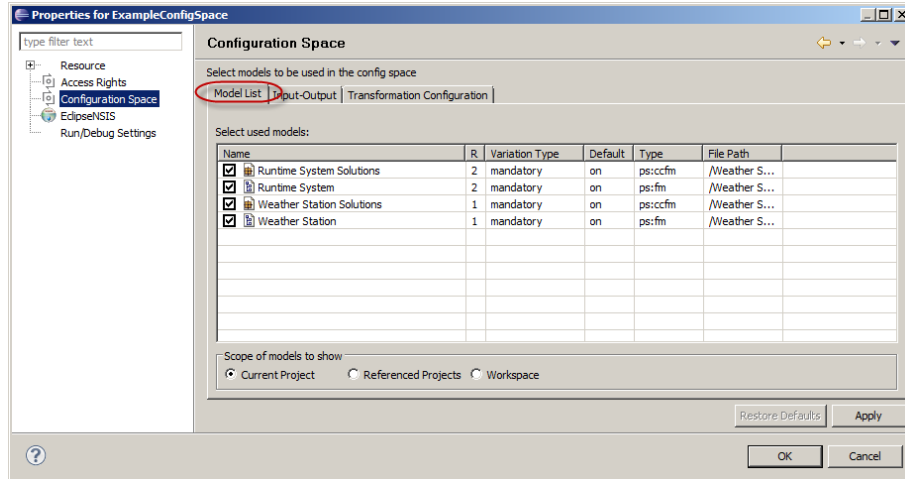 Properties for ExampleConfigSpace
type filter text
Configuration Space
Resource
Access Rights
Configuration Space
EclipseNSIS
Run/Debug Settings
Select models to be used in the config space
Model List Input-Output Transformation Configuration
Select used models:
Name R Variation Type Default Type File Path
Runtime System Solutions 2 mandatory on ps:ccfm /Weather S...
Runtime System 2 mandatory on ps:fm /Weather S...
Weather Station Solutions 1 mandatory on ps:ccfm /Weather S...
Weather Station 1 mandatory on ps:fm /Weather S...
Scope of models to show
Current Project Referenced Projects Workspace
Restore Defaults Apply
? OK Cancel